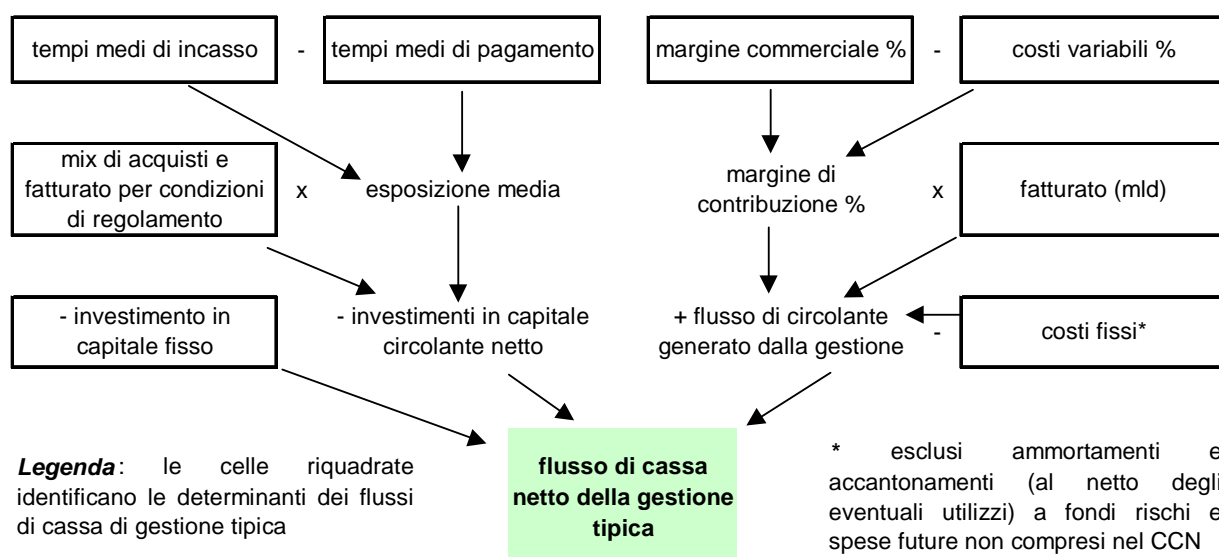 tempi medi di incasso - tempi medi di pagamento margine commerciale % - costi variabili %
mix di acquisti e
fatturato per condizioni
di regolamento
x esposizione media
margine di
contribuzione %
x fatturato (mld)
- investimento in
capitale fisso
- investimenti in capitale
circolante netto
+ flusso di circolante
generato dalla gestione
- costi fissi*
Legenda: le celle riquadrate
identificano le determinanti dei flussi
di cassa di gestione tipica
flusso di cassa
netto della gestione
tipica
* esclusi ammortamenti e
accantonamenti (al netto degli
eventuali utilizzi) a fondi rischi e
spese future non compresi nel CCN